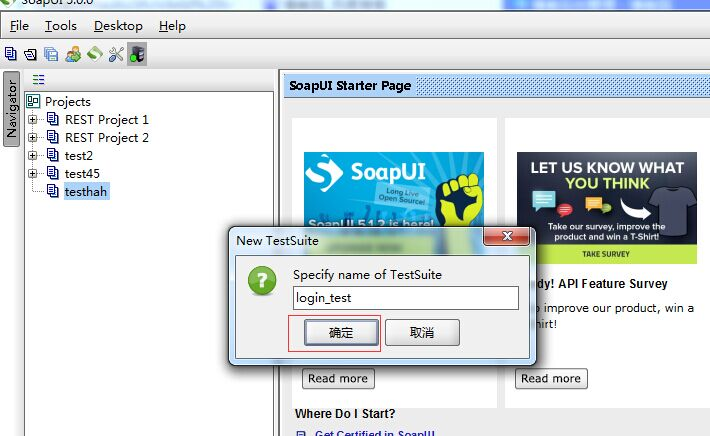 SoapUI 5.0.0
File Tools Desktop Help
Navigator
Projects
REST Project 1
REST Project 2
test2
test45
testhah
SoapUI Starter Page
SoapUI
Long Live
Open Source!
SoapUI 5.1.2 is here!
LET US KNOW WHAT
YOU THINK
Take our survey, improve the
product and win a T-Shirt!
TAKE SURVEY
New TestSuite
Specify name of TestSuite
login_test
确定 取消
dy! API Feature Survey
o improve our product, win a
hirt!
Read more
Read more
Where Do I Start?
Get Certified in SoapUI!